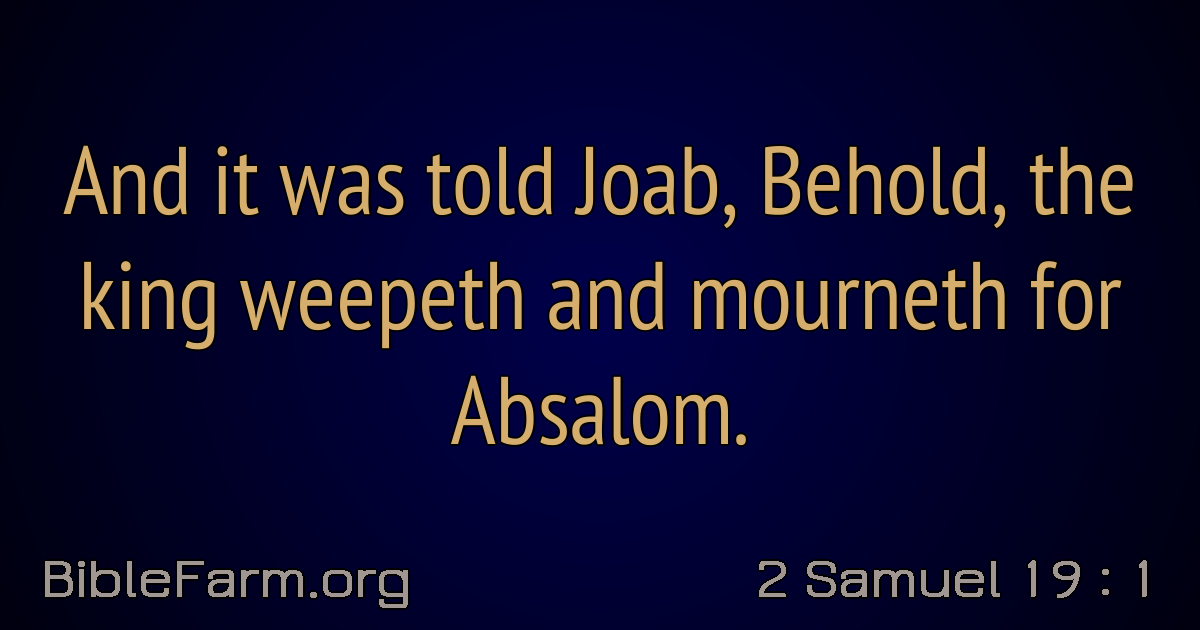 And it was told Joab, Behold, the
king weepeth and mourneth for
Absalom.
BibleFarm.org
2 Samuel 19 : 1